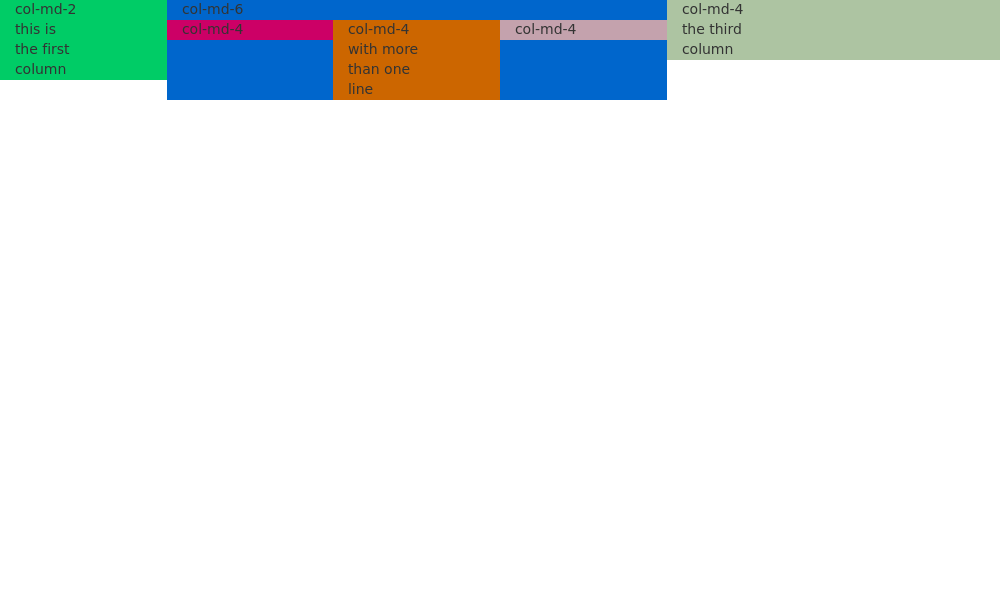 col-md-2
this is
the first
column
col-md-6
col-md-4
col-md-4
with more
than one
line
col-md-4
col-md-4
the third
column